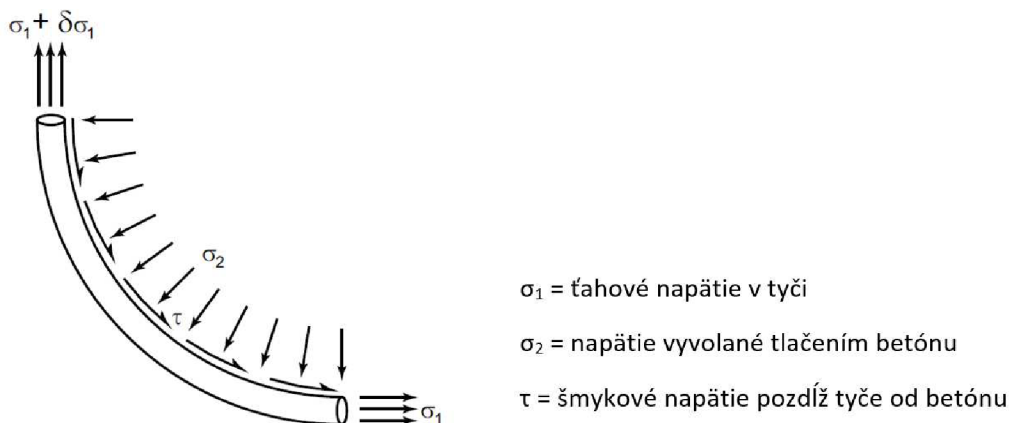 σ₁+ δσ₁
σ₂
τ
σ₁
σ₁ = ťahové napätie v tyči
σ₂ = napätie vyvolané tlačením betónu
τ = šmykové napätie pozdĺž tyče od betónu